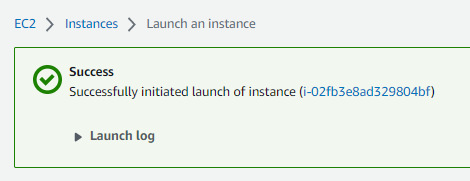 EC2 > Instances > Launch an instance
Success
Successfully initiated launch of instance (i-02fb3e8ad329804bf)
Launch log